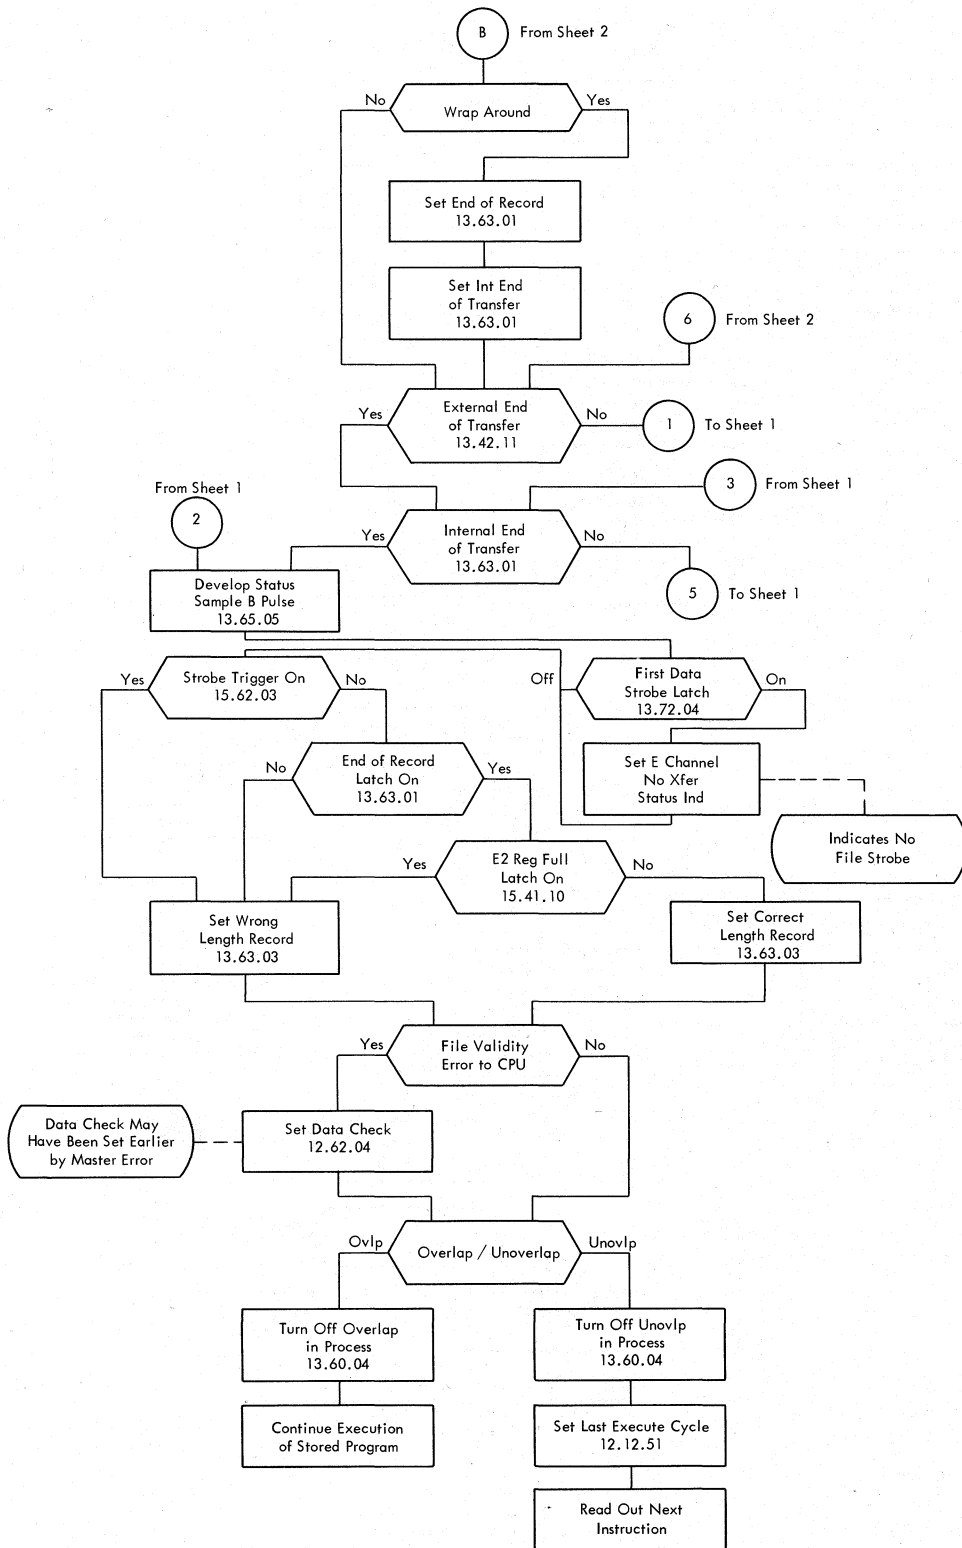 B
From Sheet 2
No
Yes
Wrap Around
Set End of Record
13.63.01
Set Int End
of Transfer
13.63.01
6
From Sheet 2
Yes
External End
of Transfer
13.42.11
No
1
To Sheet 1
3
From Sheet 1
From Sheet 1
2
Yes
Internal End
of Transfer
13.63.01
No
5
To Sheet 1
Develop Status
Sample B Pulse
13.65.05
Yes
Strobe Trigger On
15.62.03
No
Off
First Data
Strobe Latch
13.72.04
On
No
End of Record
Latch On
13.63.01
Yes
Set E Channel
No Xfer
Status Ind
Indicates No
File Strobe
Yes
E2 Reg Full
Latch On
15.41.10
No
Set Wrong
Length Record
13.63.03
Set Correct
Length Record
13.63.03
Yes
File Validity
Error to CPU
No
Data Check May
Have Been Set Earlier
by Master Error
Set Data Check
12.62.04
Ovlp
Overlap / Unoverlap
Unovlp
Turn Off Overlap
in Process
13.60.04
Turn Off Unovlp
in Process
13.60.04
Continue Execution
of Stored Program
Set Last Execute Cycle
12.12.51
Read Out Next
Instruction